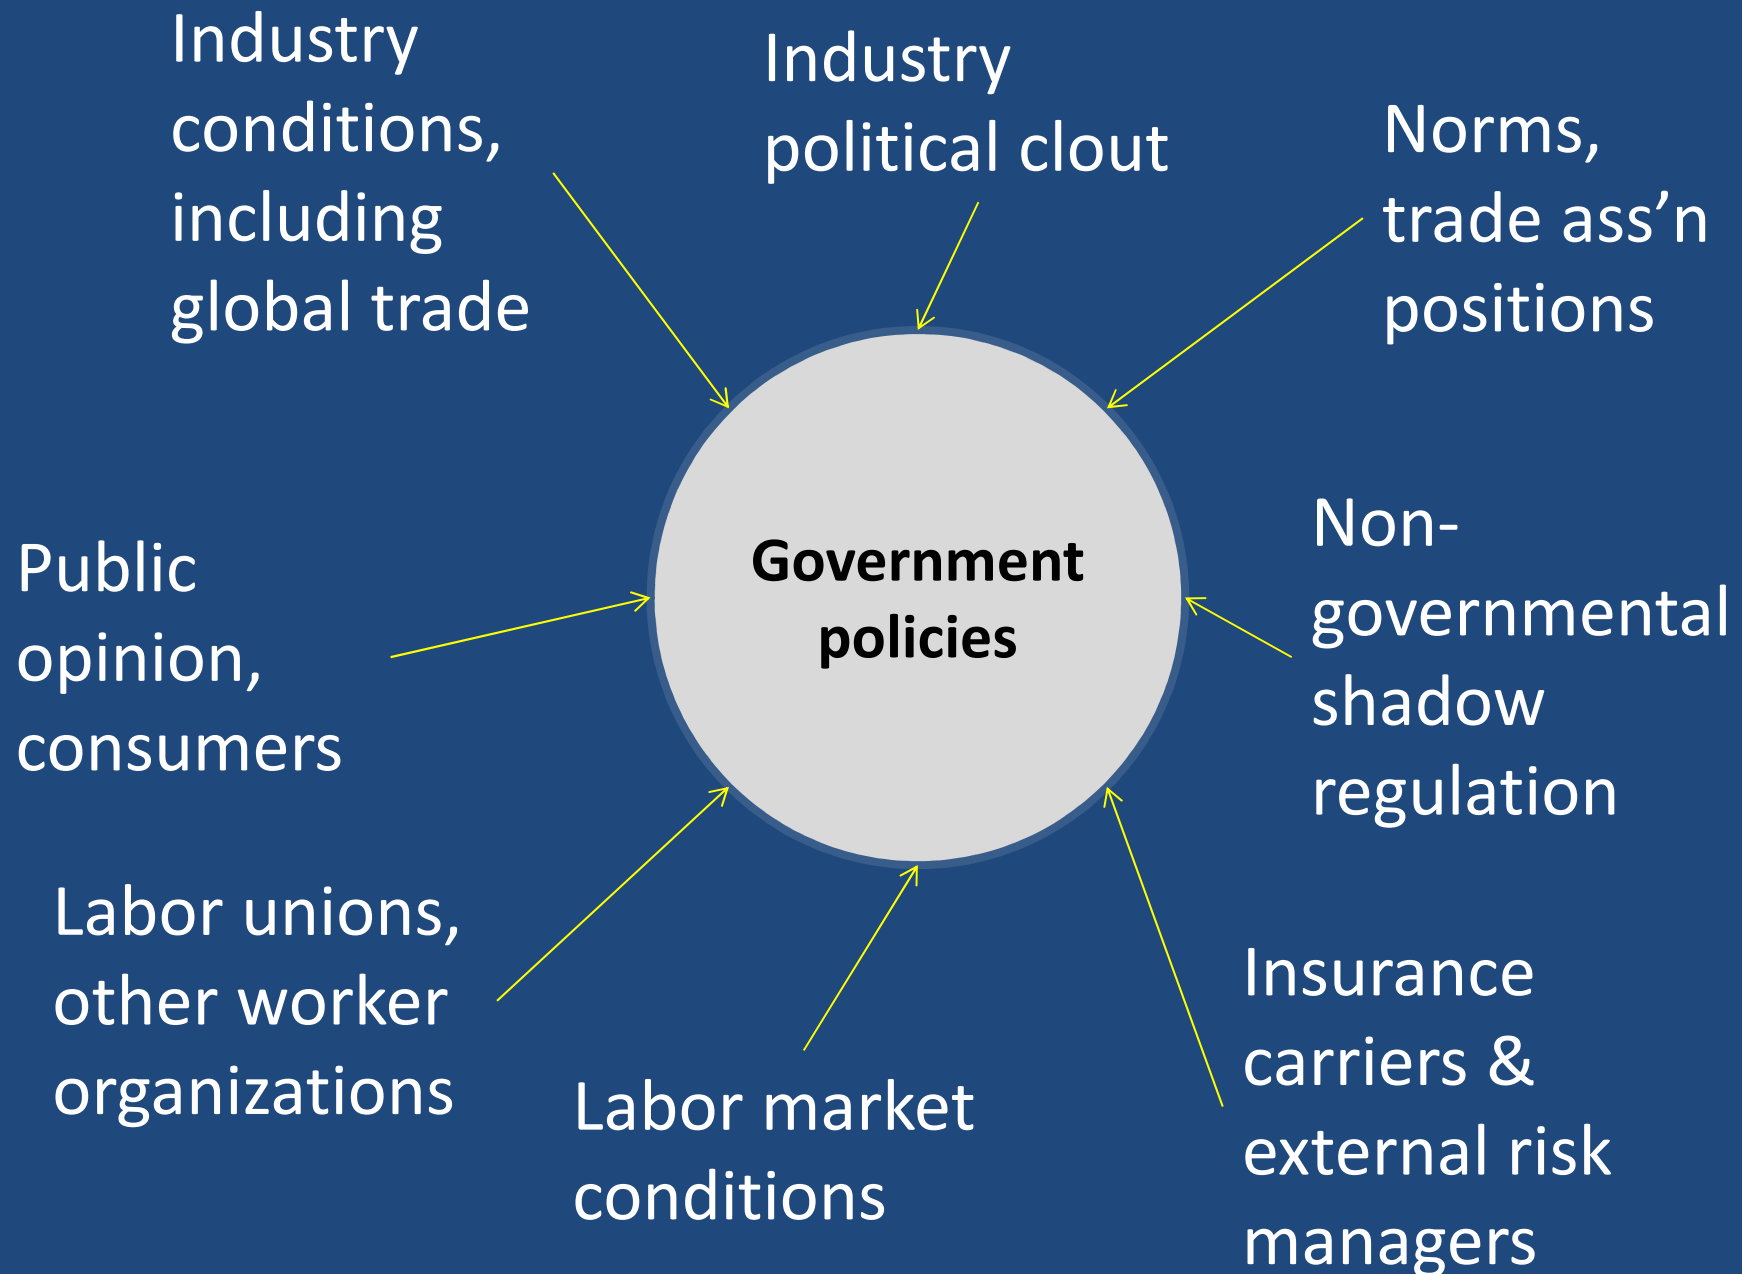 Industry
conditions,
including
global trade
Industry
political clout
Norms,
trade ass’n
positions
Government
policies
Non-
governmental
shadow
regulation
Public
opinion,
consumers
Labor unions,
other worker
organizations
Labor market
conditions
Insurance
carriers &
external risk
managers